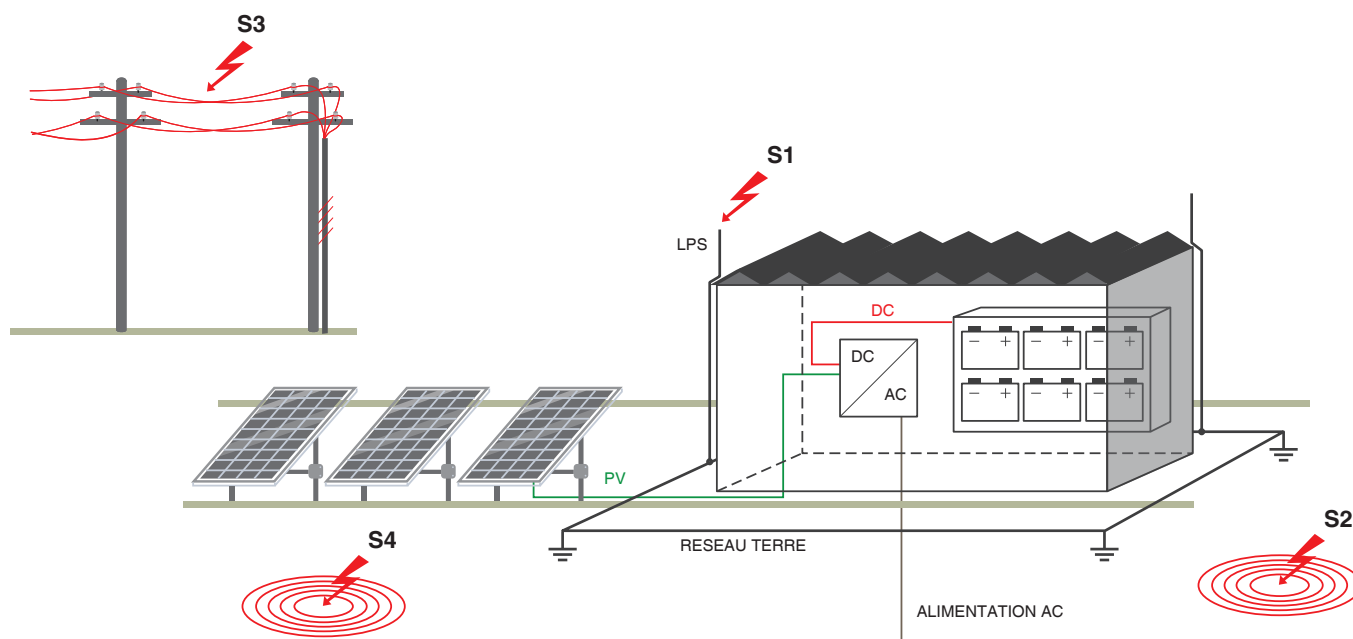 S3
S1
LPS
DC
DC
AC
− + − + − +
− + − + − +
PV
S2
S4
RESEAU TERRE
ALIMENTATION AC